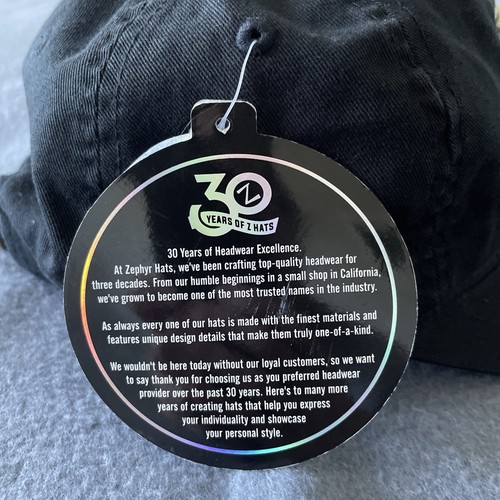 30
YEARS OF Z HATS
30 Years of Headwear Excellence.
At Zephyr Hats, we've been crafting top-quality headwear for
three decades. From our humble beginnings in a small shop in California,
we've grown to become one of the most trusted names in the industry.
As always every one of our hats is made with the finest materials and
features unique design details that make them truly one-of-a-kind.
We wouldn't be here today without our loyal customers, so we want
to say thank you for choosing us as you preferred headwear
provider over the past 30 years. Here's to many more
years of creating hats that help you express
your individuality and showcase
your personal style.